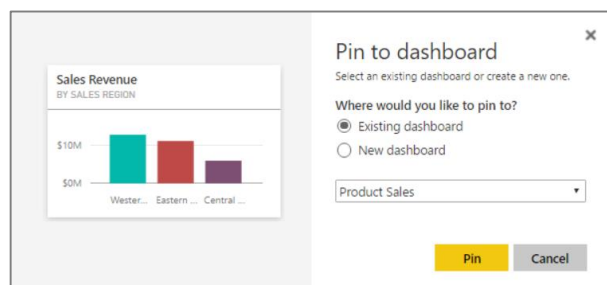 Sales Revenue
BY SALES REGION
$10M
$0M
Wester... Eastern ... Central ...
Pin to dashboard
Select an existing dashboard or create a new one.
Where would you like to pin to?
Existing dashboard
New dashboard
Product Sales
Pin Cancel